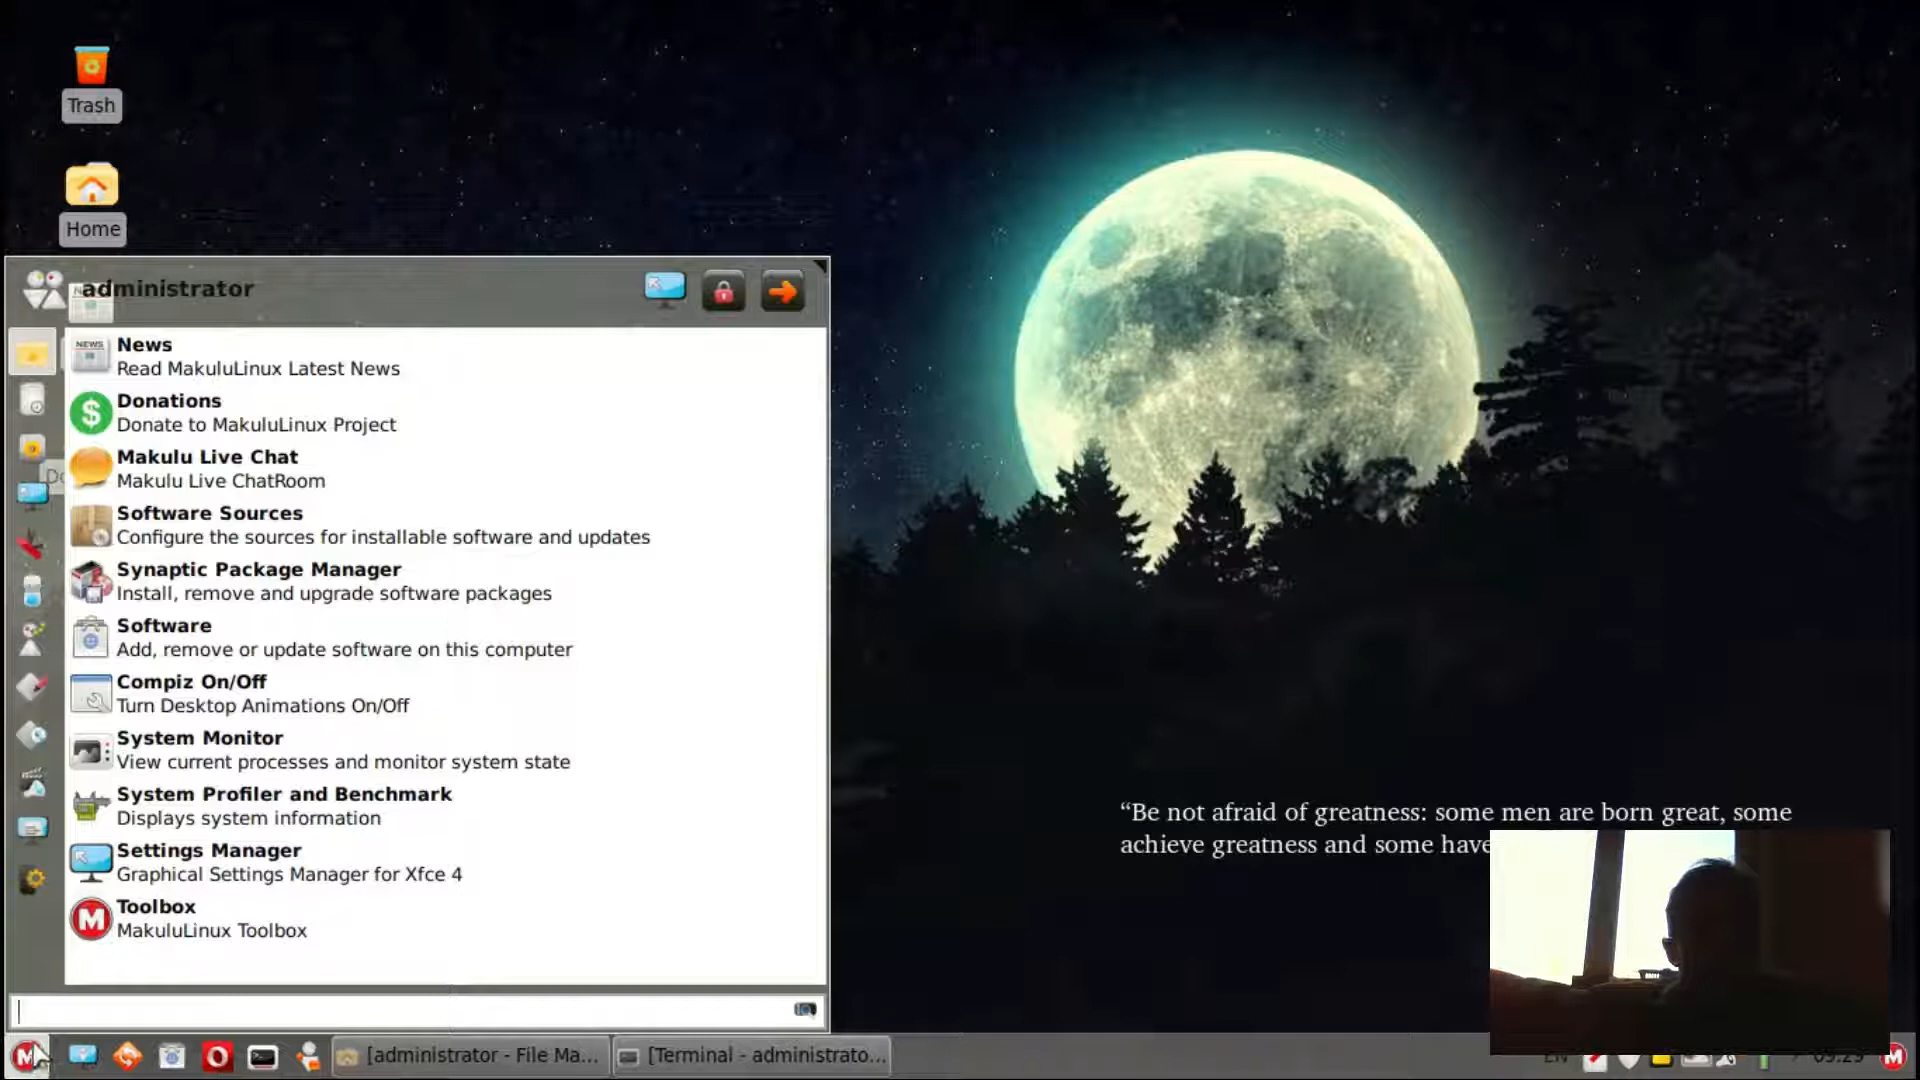 Trash
Home
administrator
News
Read MakuluLinux Latest News
Donations
Donate to MakuluLinux Project
Makulu Live Chat
Makulu Live ChatRoom
Software Sources
Configure the sources for installable software and updates
Synaptic Package Manager
Install, remove and upgrade software packages
Software
Add, remove or update software on this computer
Compiz On/Off
Turn Desktop Animations On/Off
System Monitor
View current processes and monitor system state
System Profiler and Benchmark
Displays system information
Settings Manager
Graphical Settings Manager for Xfce 4
Toolbox
MakuluLinux Toolbox
“Be not afraid of greatness: some men are born great, some
achieve greatness and some have
[administrator - File Ma...
[Terminal - administrato...
EN
09:29